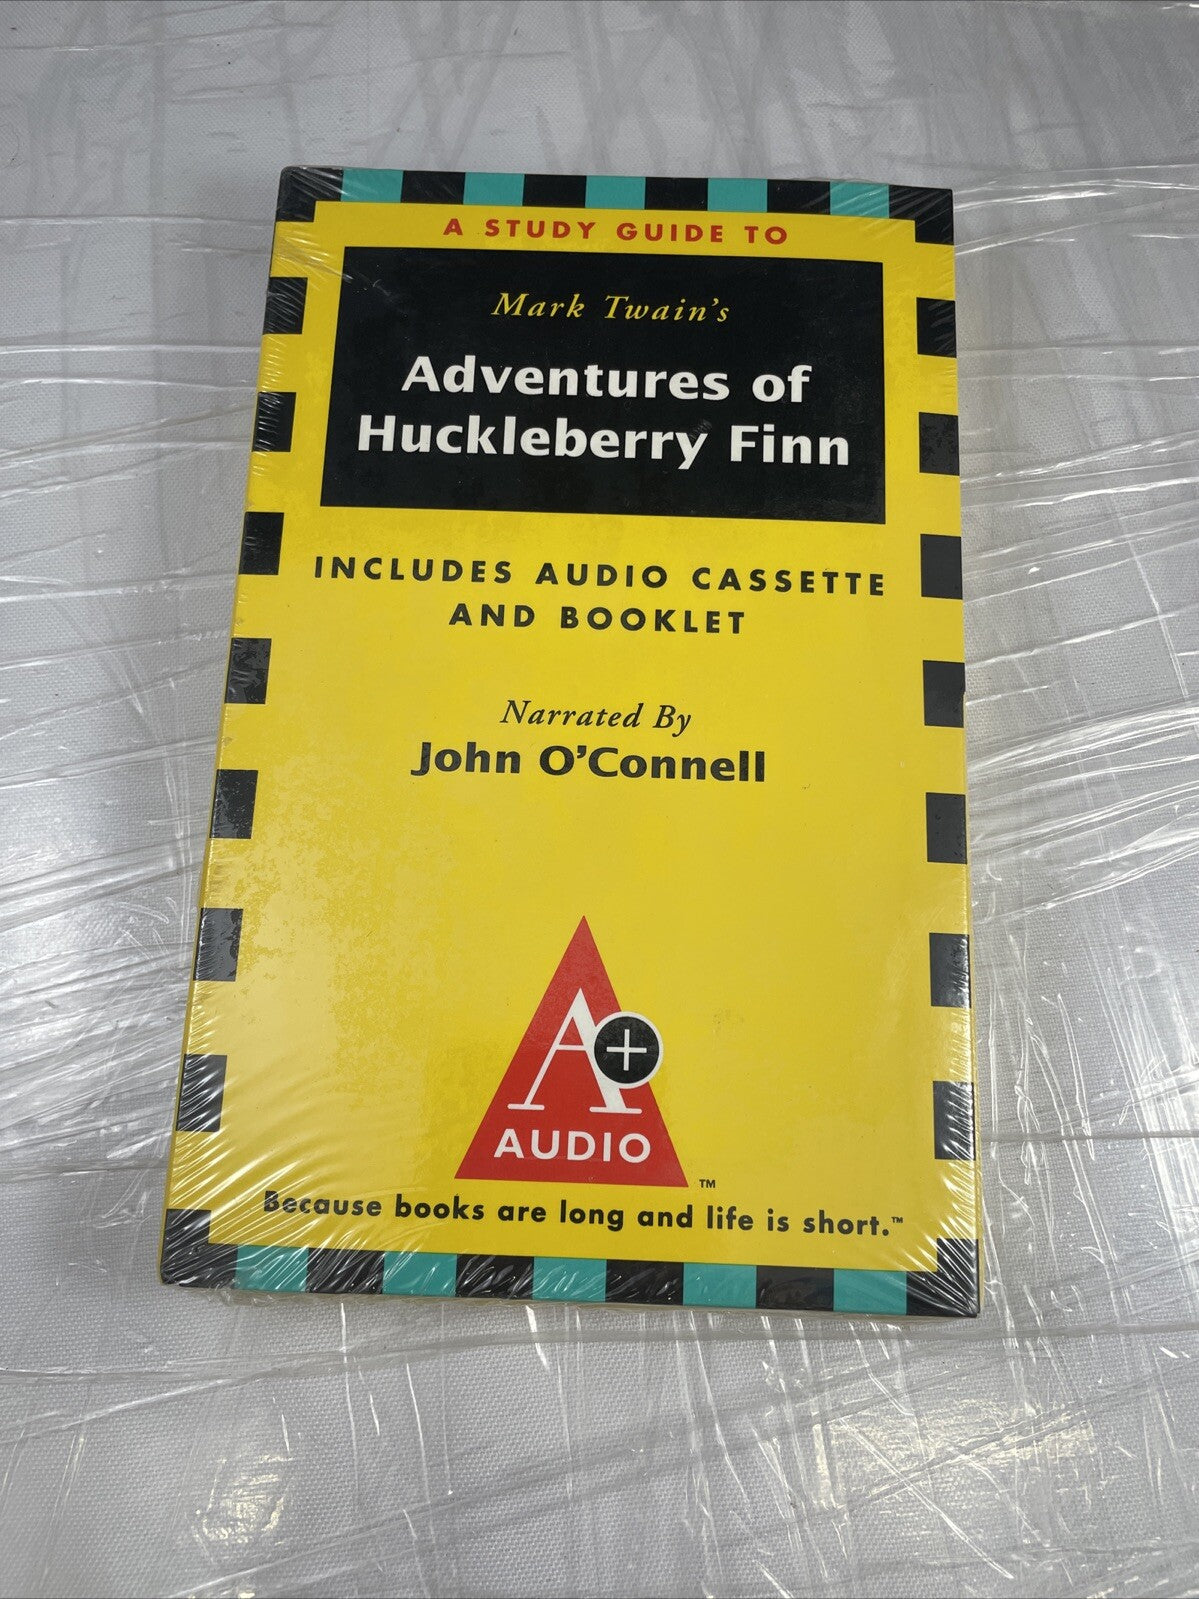 A STUDY GUIDE TO
Mark Twain's
Adventures of
Huckleberry Finn
INCLUDES AUDIO CASSETTE
AND BOOKLET
Narrated By
John O'Connell
A+
AUDIO
™
Because books are long and life is short.™